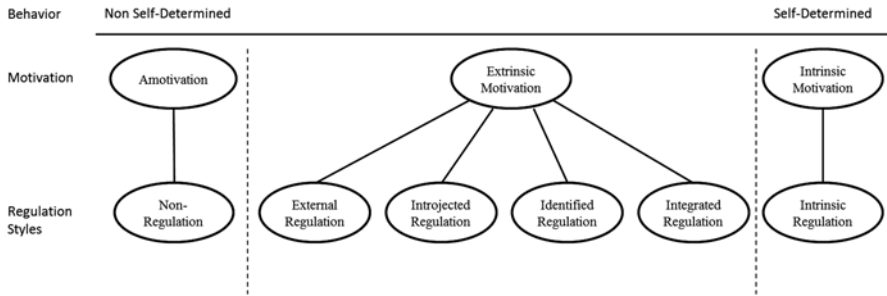 Behavior
Non Self-Determined
Self-Determined
Motivation
Amotivation
Extrinsic
Motivation
Intrinsic
Motivation
Regulation
Styles
Non-
Regulation
External
Regulation
Introjected
Regulation
Identified
Regulation
Integrated
Regulation
Intrinsic
Regulation